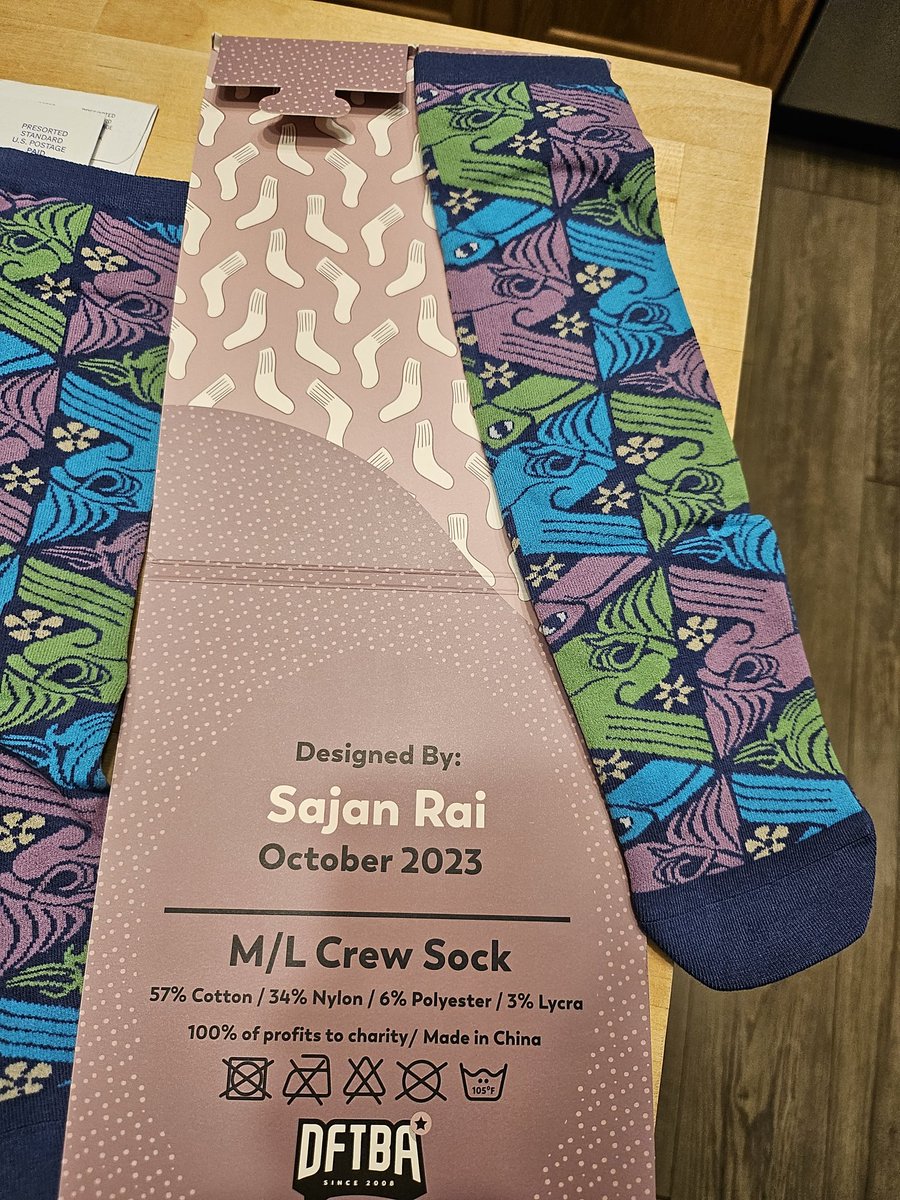 PRESORTED
STANDARD
U.S. POSTAGE
PAID
Designed By:
Sajan Rai
October 2023
M/L Crew Sock
57% Cotton / 34% Nylon / 6% Polyester / 3% Lycra
100% of profits to charity/ Made in China
105°F
DFTBA
SINCE 2008